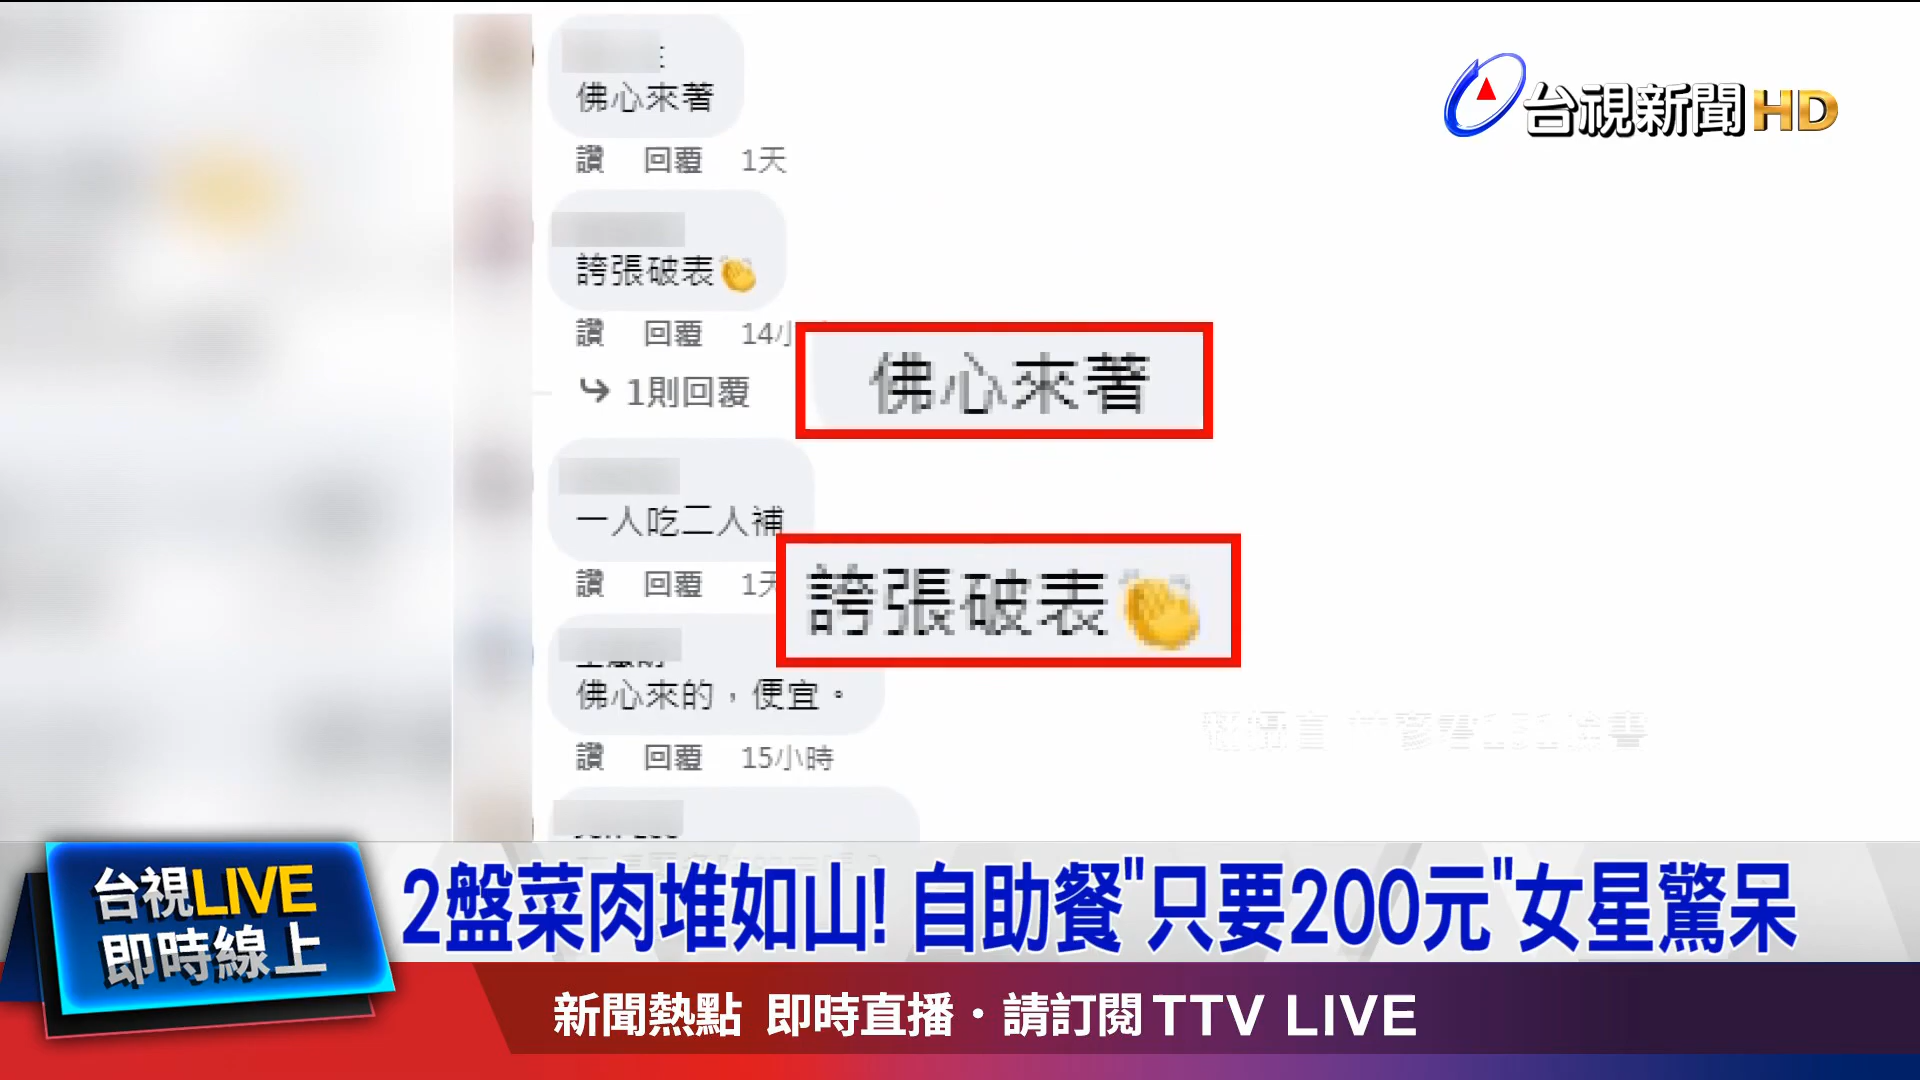 台視新聞HD
佛心來著
讚 回覆 1天
誇張破表👏
讚 回覆 14小
1則回覆
佛心來著
一人吃二人補
讚 回覆 1天
誇張破表👏
佛心來的，便宜。
讚 回覆 15小時
台視LIVE
即時線上
2盤菜肉堆如山! 自助餐"只要200元"女星驚呆
新聞熱點 即時直播·請訂閱TTV LIVE